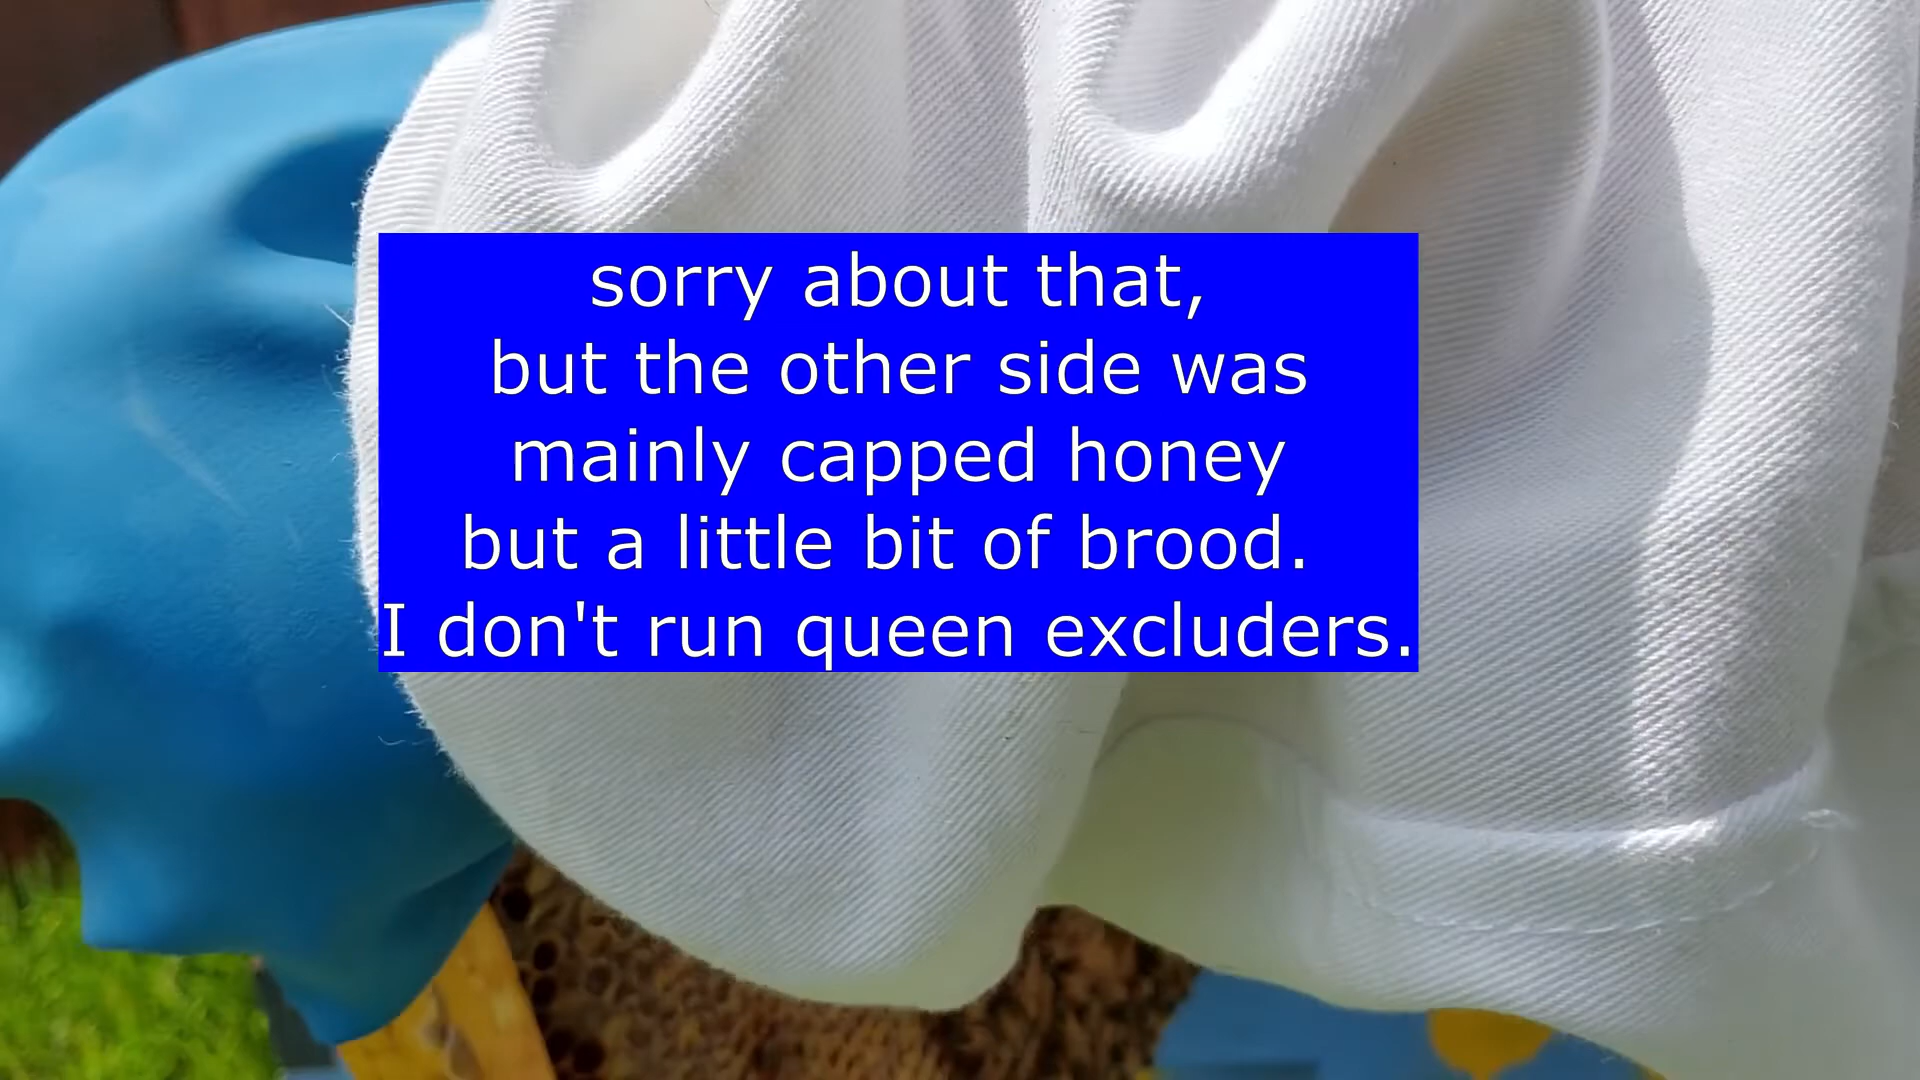 sorry about that,
but the other side was
mainly capped honey
but a little bit of brood.
I don't run queen excluders.